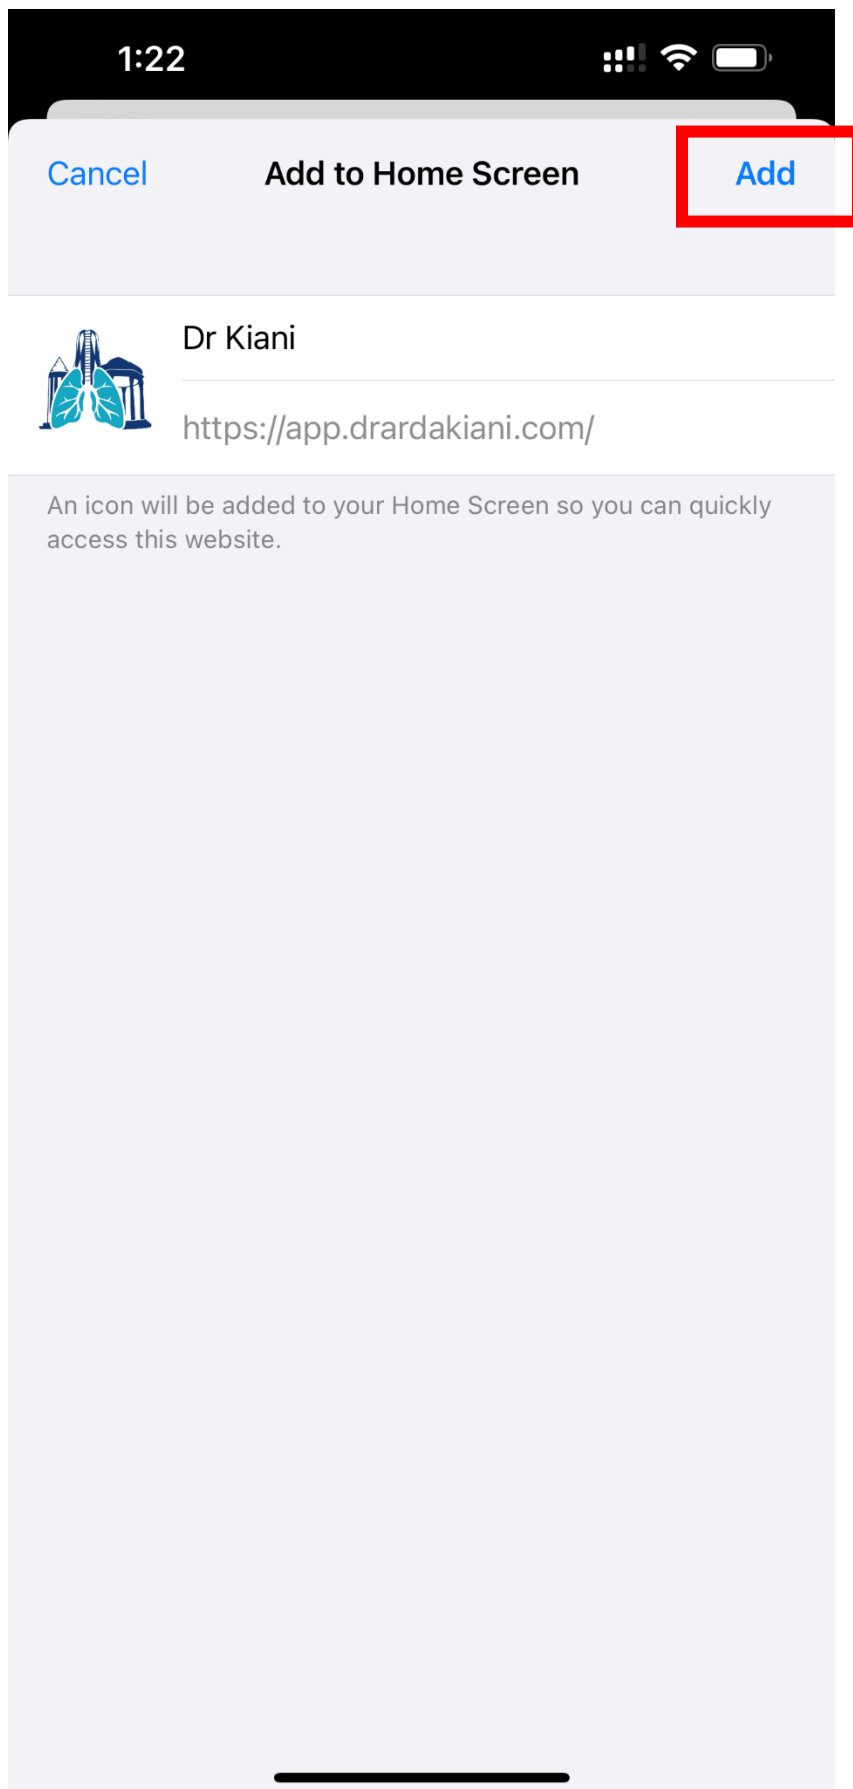 1:22
Cancel
Add to Home Screen
Add
Dr Kiani
https://app.drardakiani.com/
An icon will be added to your Home Screen so you can quickly
access this website.